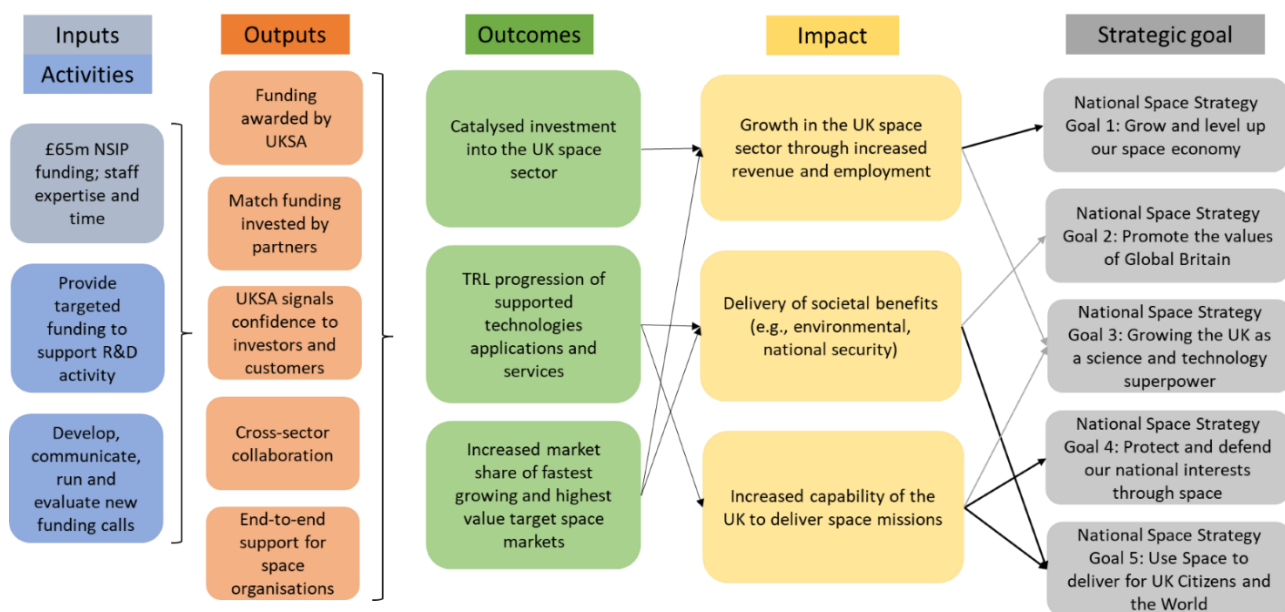 Inputs
Activities
£65m NSIP
funding; staff
expertise and
time
Provide
targeted
funding to
support R&D
activity
Develop,
communicate,
run and
evaluate new
funding calls
Outputs
Funding
awarded by
UKSA
Match funding
invested by
partners
UKSA signals
confidence to
investors and
customers
Cross-sector
collaboration
End-to-end
support for
space
organisations
Outcomes
Catalysed investment
into the UK space
sector
TRL progression of
supported
technologies
applications and
services
Increased market
share of fastest
growing and highest
value target space
markets
Impact
Growth in the UK space
sector through increased
revenue and employment
Delivery of societal benefits
(e.g., environmental,
national security)
Increased capability of the
UK to deliver space missions
Strategic goal
National Space Strategy
Goal 1: Grow and level up
our space economy
National Space Strategy
Goal 2: Promote the values
of Global Britain
National Space Strategy
Goal 3: Growing the UK as
a science and technology
superpower
National Space Strategy
Goal 4: Protect and defend
our national interests
through space
National Space Strategy
Goal 5: Use Space to
deliver for UK Citizens and
the World